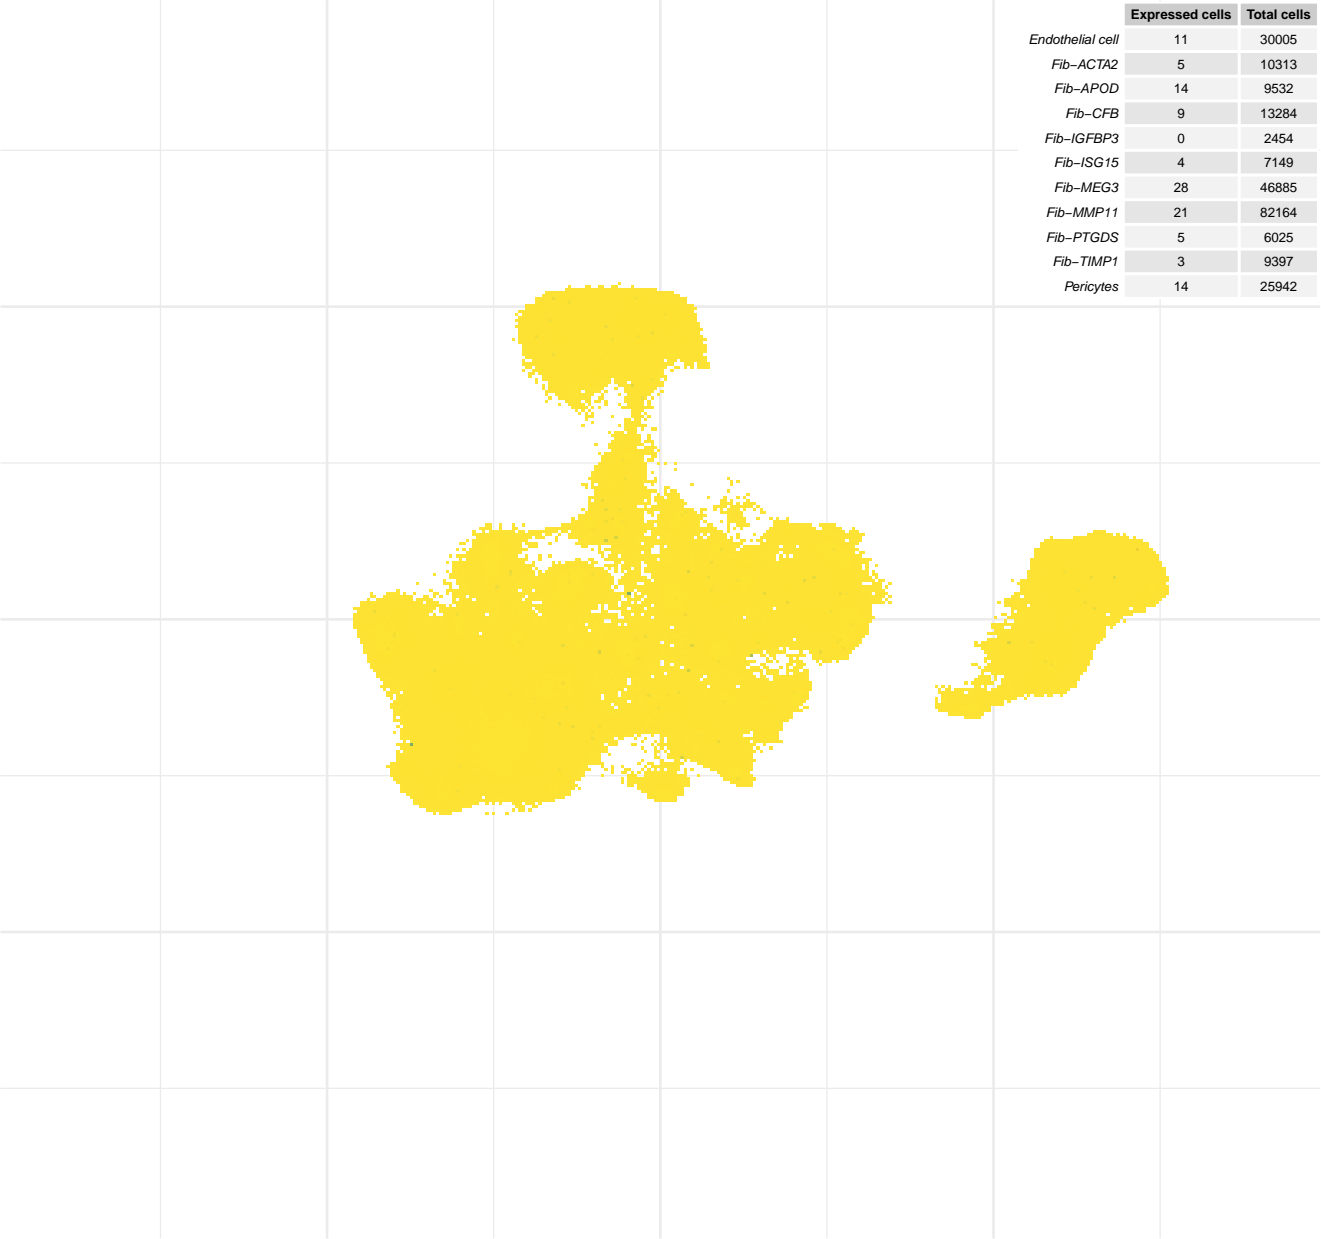 Expressed cells Total cells
Endothelial cell 11 30005
Fib−ACTA2 5 10313
Fib−APOD 14 9532
Fib−CFB 9 13284
Fib−IGFBP3 0 2454
Fib−ISG15 4 7149
Fib−MEG3 28 46885
Fib−MMP11 21 82164
Fib−PTGDS 5 6025
Fib−TIMP1 3 9397
Pericytes 14 25942